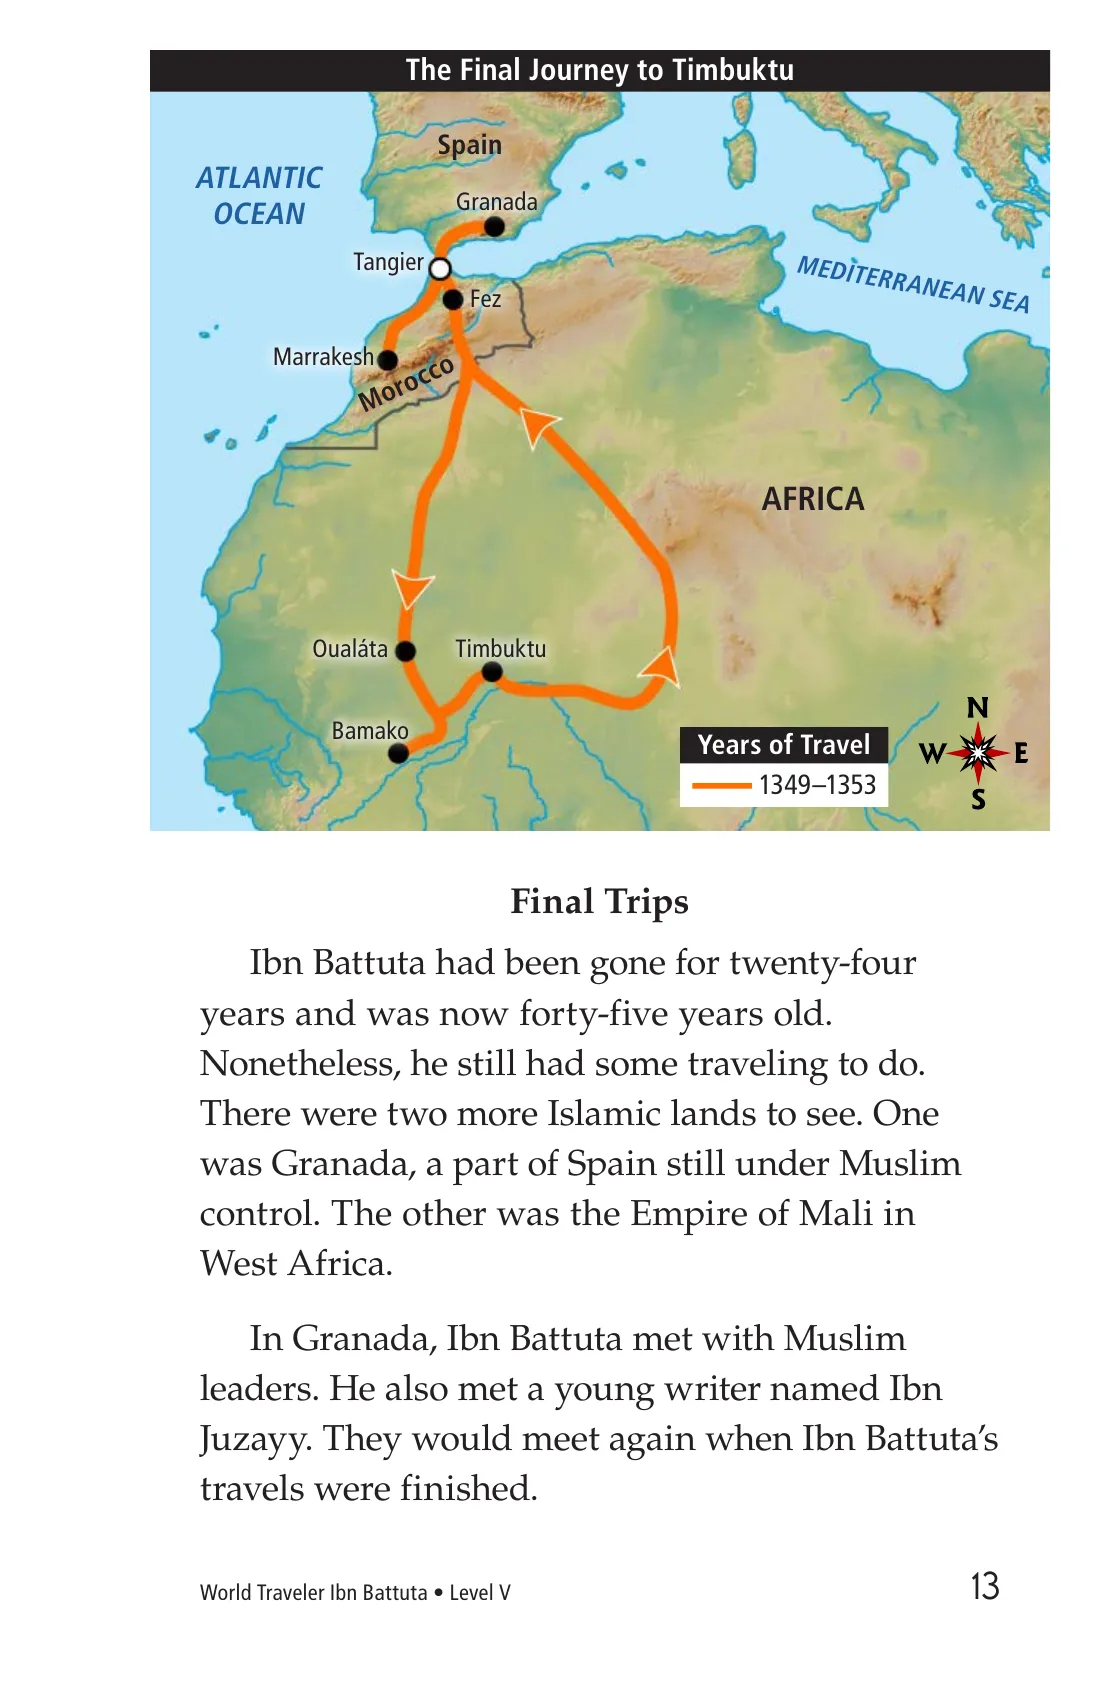 The Final Journey to Timbuktu
Spain
ATLANTIC
OCEAN
Granada
Tangier
MEDITERRANEAN SEA
Fez
Marrakesh
Morocco
AFRICA
Oualáta
Timbuktu
Bamako
Years of Travel
1349–1353
N
W
E
S
Final Trips
Ibn Battuta had been gone for twenty-four
years and was now forty-five years old.
Nonetheless, he still had some traveling to do.
There were two more Islamic lands to see. One
was Granada, a part of Spain still under Muslim
control. The other was the Empire of Mali in
West Africa.
In Granada, Ibn Battuta met with Muslim
leaders. He also met a young writer named Ibn
Juzayy. They would meet again when Ibn Battuta’s
travels were finished.
World Traveler Ibn Battuta • Level V
13